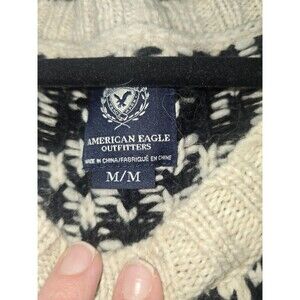 AMERICAN EAGLE
OUTFITTERS
MADE IN CHINA/FABRIQUÉ EN CHINE
M/M